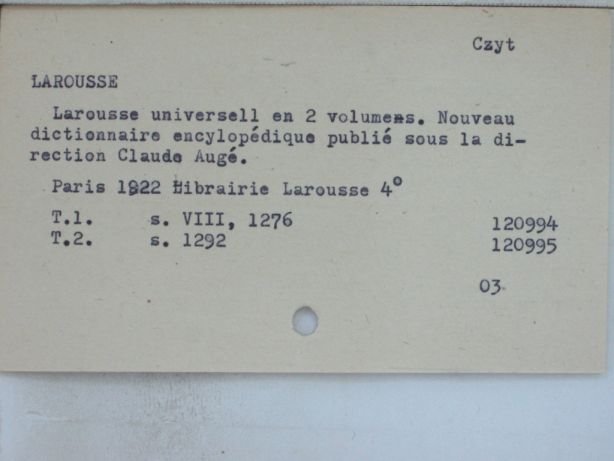 Czyt
LAROUSSE
Larousse universell en 2 volumens. Nouveau
dictionnaire encylopédique publié sous la di-
rection Claude Augé.
Paris 1922 Librairie Larousse 4°
T.1. s. VIII, 1276 120994
T.2. s. 1292 120995
03